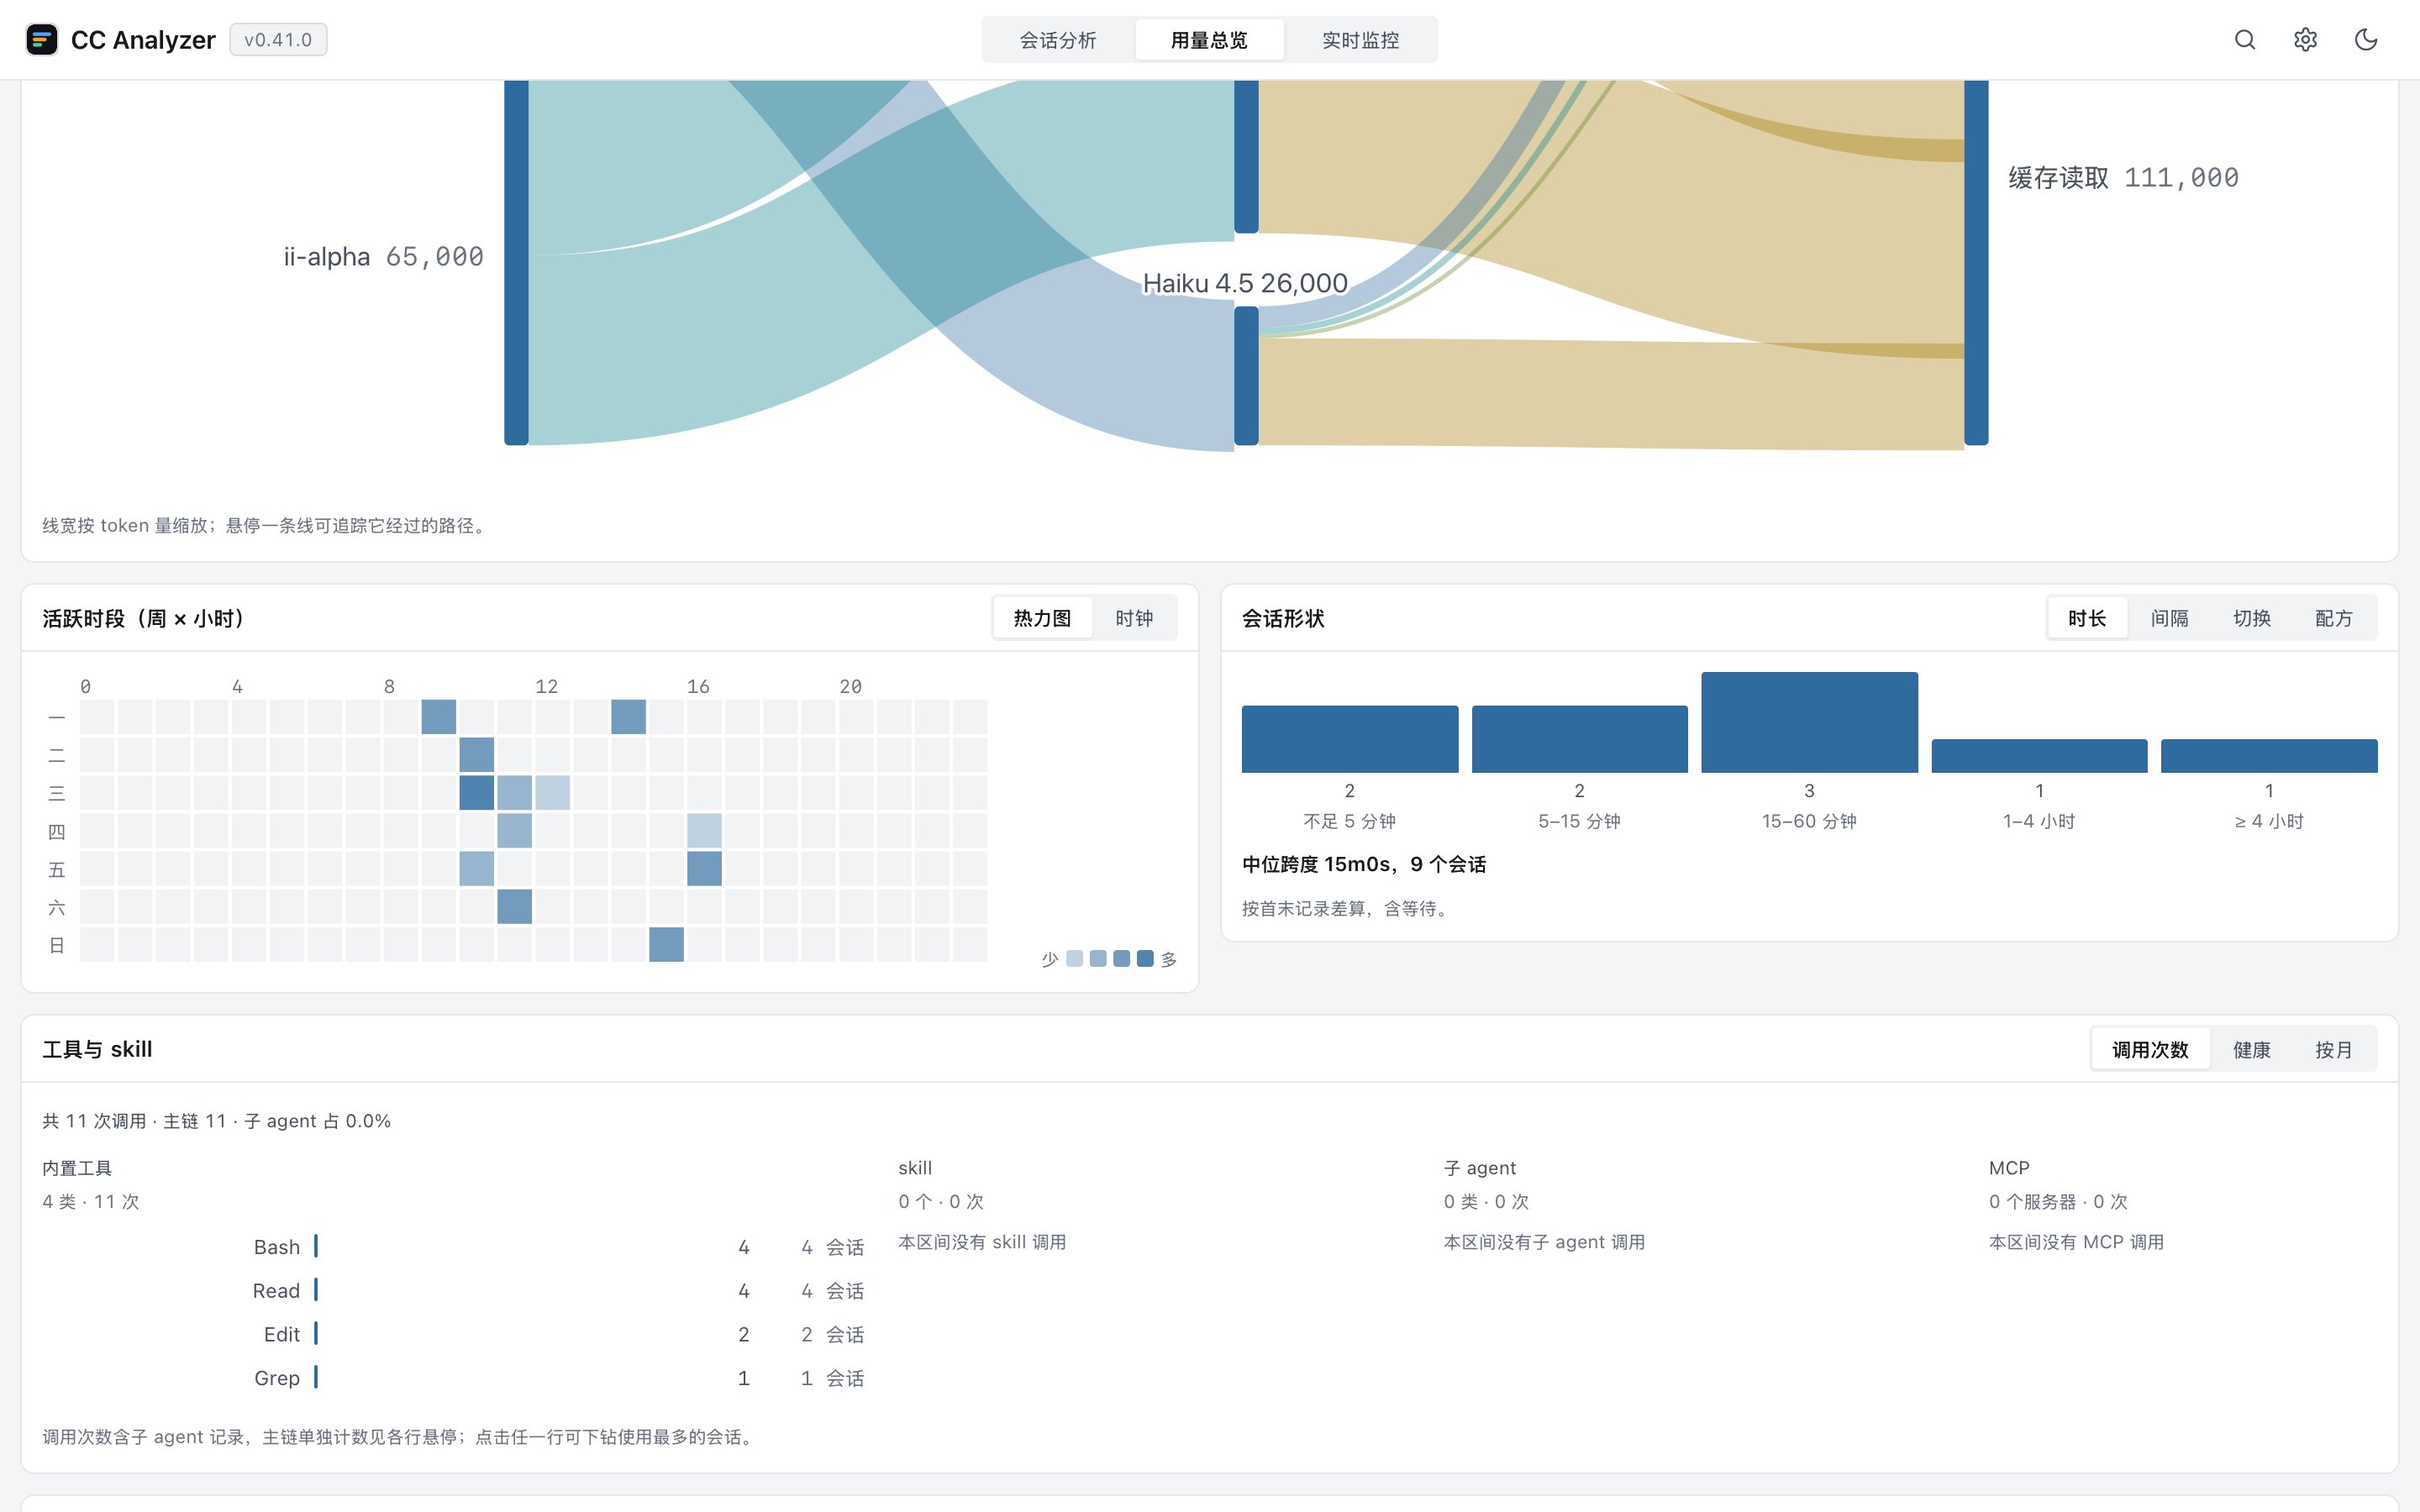 CC Analyzer v0.41.0
会话分析 用量总览 实时监控
缓存读取 111,000
ii-alpha 65,000
Haiku 4.5 26,000
线宽按 token 量缩放；悬停一条线可追踪它经过的路径。
活跃时段（周 × 小时）
热力图 时钟
0 4 8 12 16 20
一
二
三
四
五
六
日
少 多
会话形状
时长 间隔 切换 配方
2 2 3 1 1
不足 5 分钟 5–15 分钟 15–60 分钟 1–4 小时 ≥ 4 小时
中位跨度 15m0s，9 个会话
按首末记录差算，含等待。
工具与 skill
调用次数 健康 按月
共 11 次调用 · 主链 11 · 子 agent 占 0.0%
内置工具
4 类 · 11 次
Bash 4 4 会话
Read 4 4 会话
Edit 2 2 会话
Grep 1 1 会话
skill
0 个 · 0 次
本区间没有 skill 调用
子 agent
0 类 · 0 次
本区间没有子 agent 调用
MCP
0 个服务器 · 0 次
本区间没有 MCP 调用
调用次数含子 agent 记录，主链单独计数见各行悬停；点击任一行可下钻使用最多的会话。